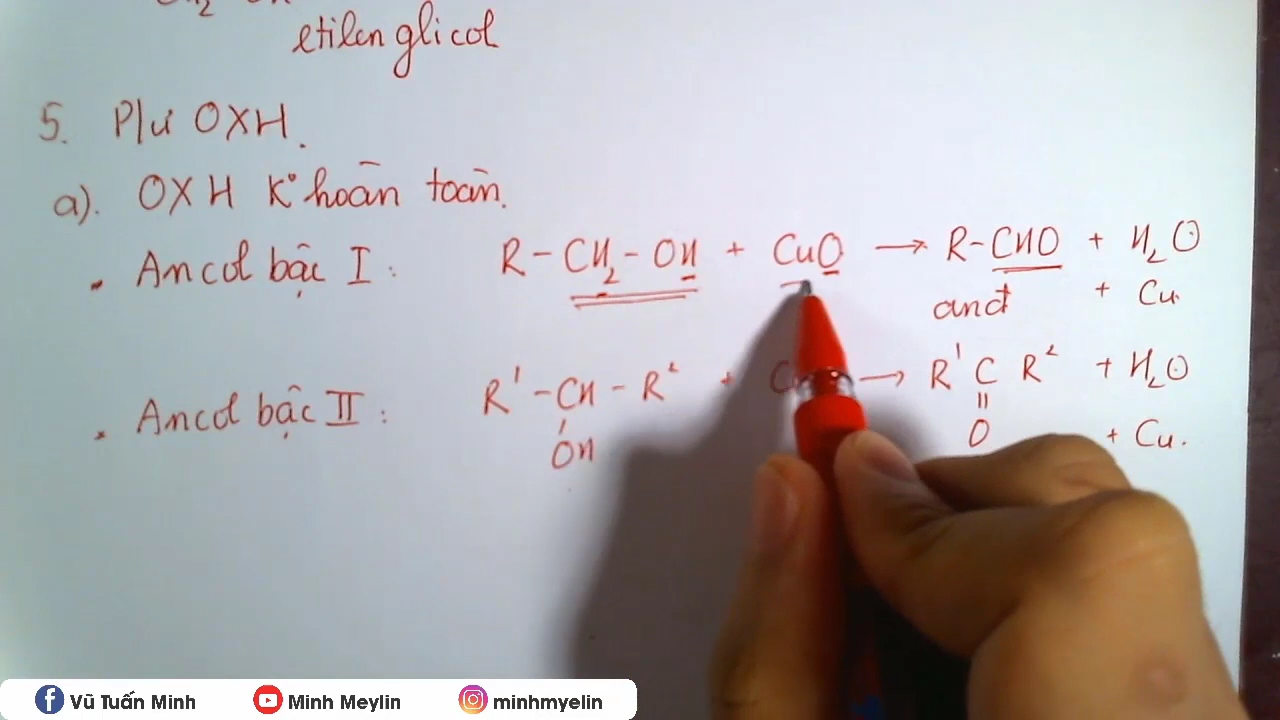 etilen glicol
5. P/ư OXH.
a). OXH K° hoàn toàn.
• Ancol bậc I : R-CH₂-OH + CuO → R-CHO + H₂O
anđ + Cu.
• Ancol bậc II : R¹-CH-R² + → R¹ C R² + H₂O
OH O + Cu.
Vũ Tuấn Minh Minh Meylin minhmyelin